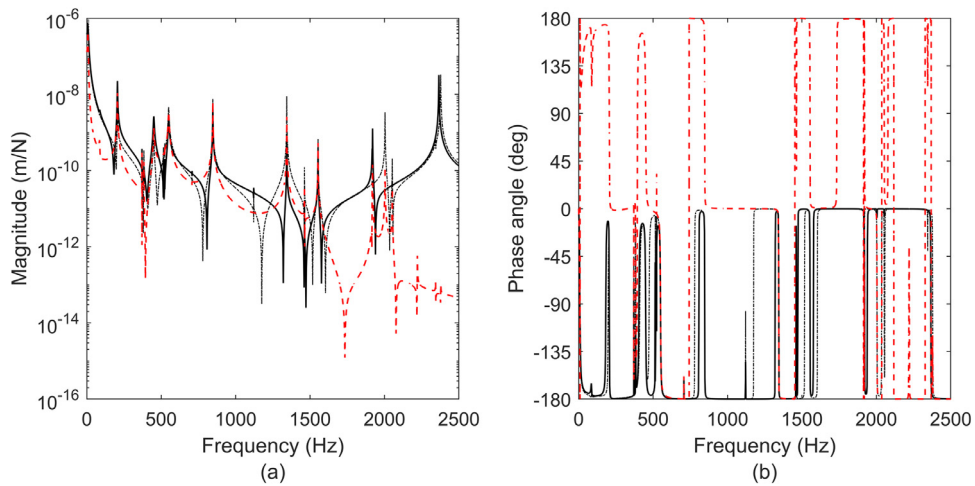 10-6
10-8
10-10
10-12
10-14
10-16
Magnitude (m/N)
0 500 1000 1500 2000 2500
Frequency (Hz)
(a)
180
135
90
45
0
-45
-90
-135
-180
Phase angle (deg)
0 500 1000 1500 2000 2500
Frequency (Hz)
(b)